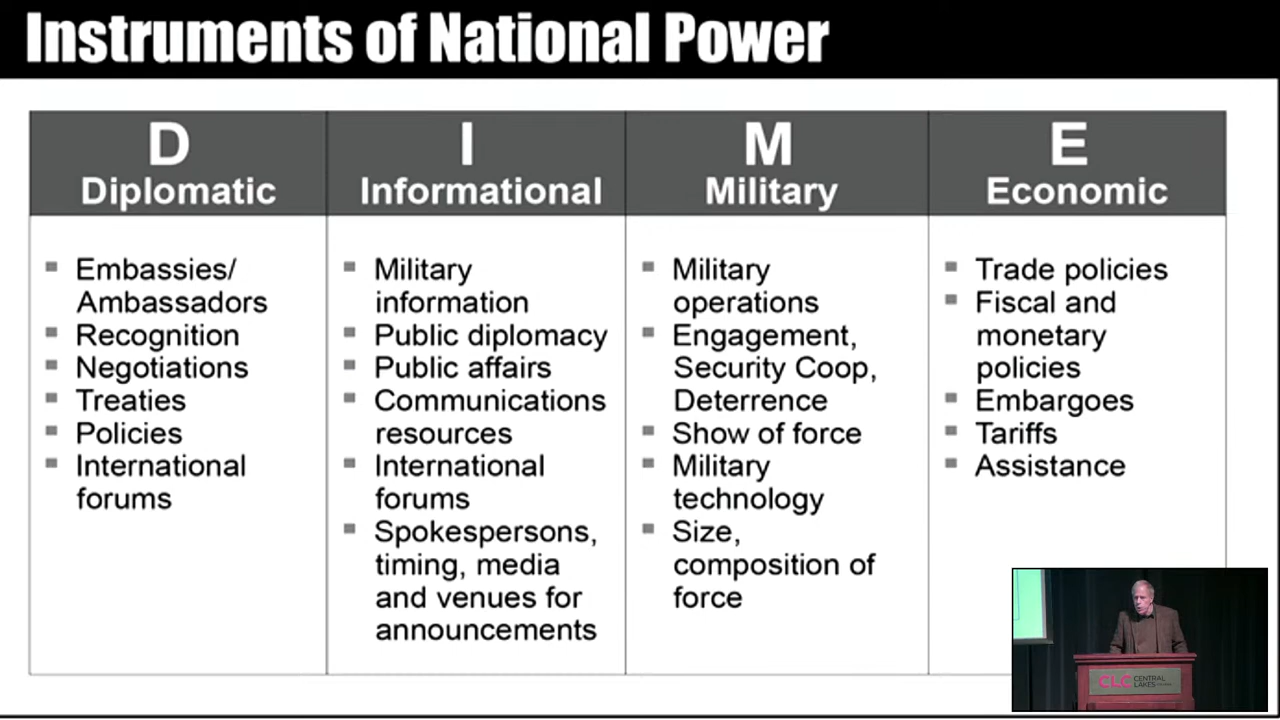 Instruments of National Power
D
Diplomatic
Embassies/
Ambassadors
Recognition
Negotiations
Treaties
Policies
International
forums
I
Informational
Military
information
Public diplomacy
Public affairs
Communications
resources
International
forums
Spokespersons,
timing, media
and venues for
announcements
M
Military
Military
operations
Engagement,
Security Coop,
Deterrence
Show of force
Military
technology
Size,
composition of
force
E
Economic
Trade policies
Fiscal and
monetary
policies
Embargoes
Tariffs
Assistance
CLC CENTRAL
LAKES